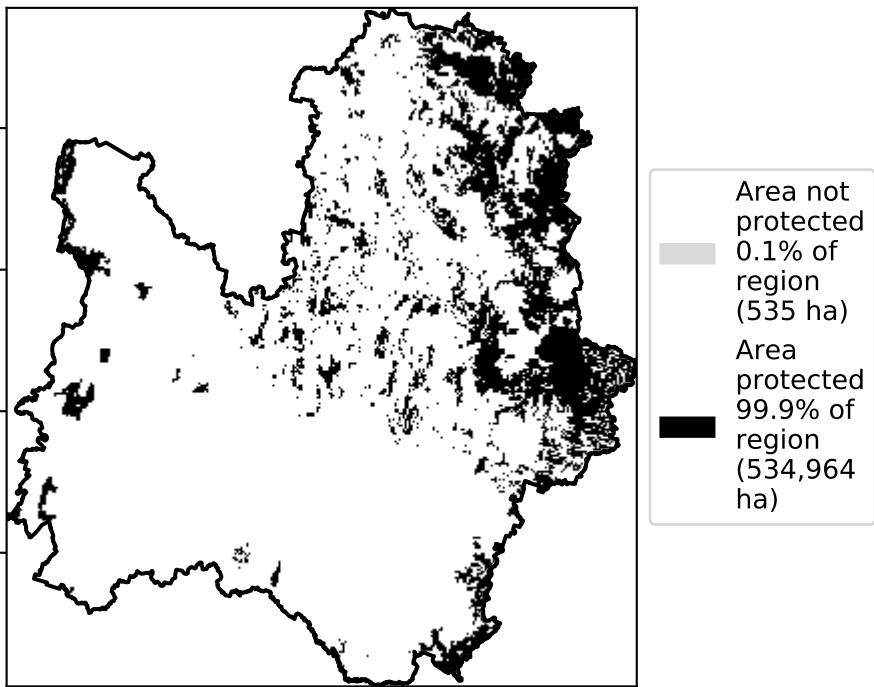 Area not
protected
0.1% of
region
(535 ha)
Area
protected
99.9% of
region
(534,964
ha)